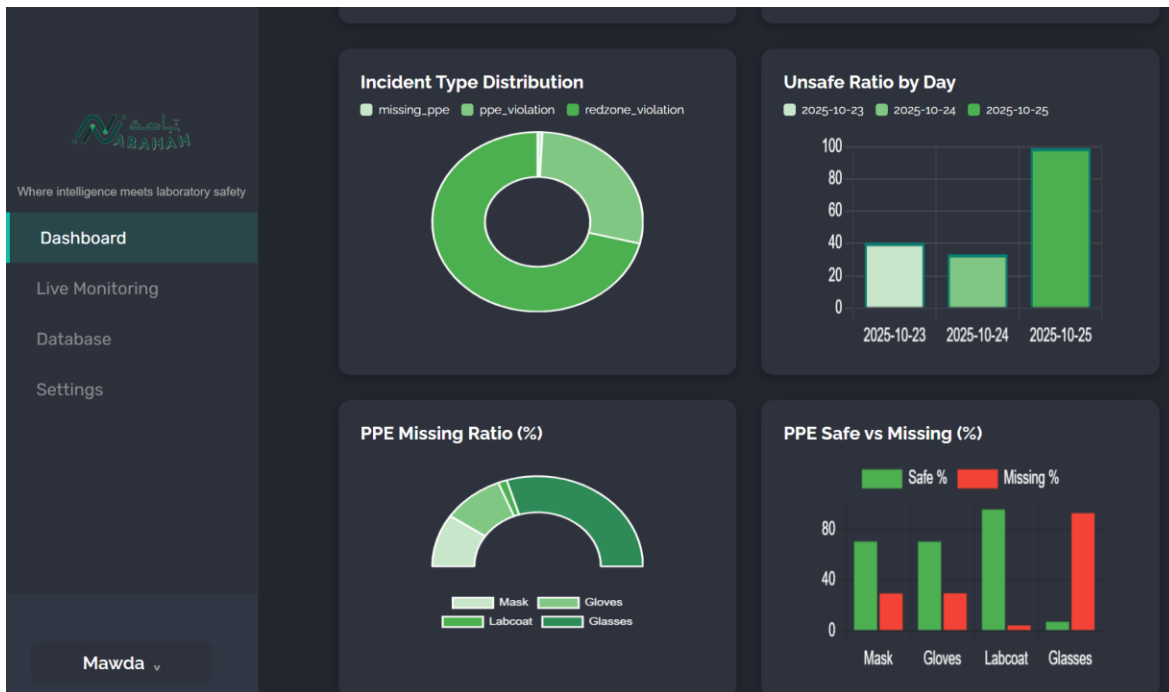 نباهة
NABAHAH
Where intelligence meets laboratory safety
Dashboard
Live Monitoring
Database
Settings
Mawda v
Incident Type Distribution
missing_ppe ppe_violation redzone_violation
Unsafe Ratio by Day
2025-10-23 2025-10-24 2025-10-25
100
80
60
40
20
0
2025-10-23 2025-10-24 2025-10-25
PPE Missing Ratio (%)
Mask Gloves
Labcoat Glasses
PPE Safe vs Missing (%)
Safe % Missing %
80
40
0
Mask Gloves Labcoat Glasses